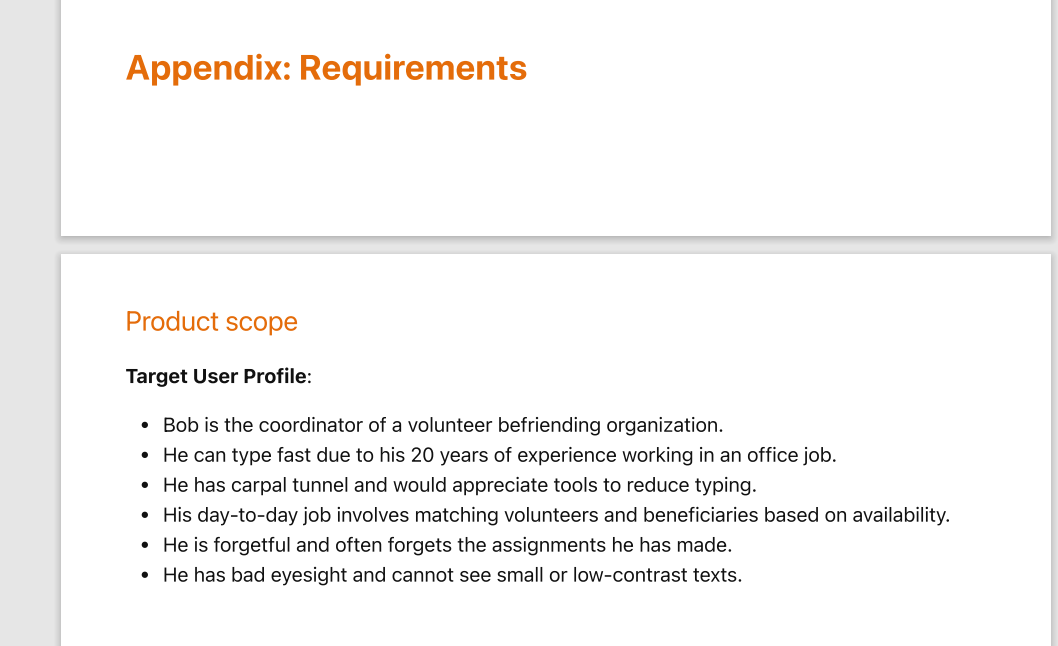 Appendix: Requirements
Product scope
Target User Profile:
• Bob is the coordinator of a volunteer befriending organization.
• He can type fast due to his 20 years of experience working in an office job.
• He has carpal tunnel and would appreciate tools to reduce typing.
• His day-to-day job involves matching volunteers and beneficiaries based on availability.
• He is forgetful and often forgets the assignments he has made.
• He has bad eyesight and cannot see small or low-contrast texts.